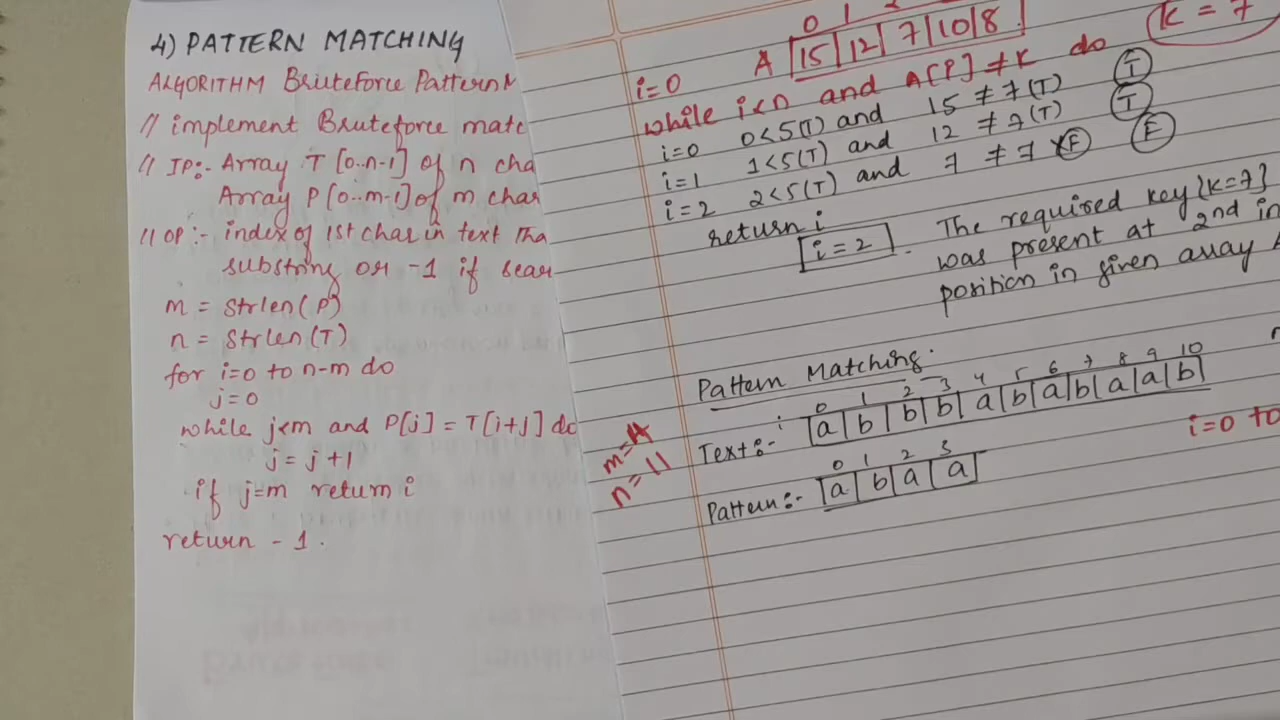 4) PATTERN MATCHING
ALGORITHM Bruteforce Pattern M
// implement Bruteforce matc
// IP:- Array T [0..n-1] of n cha
Array P [0..m-1] of m char
// OP :- index of 1st char in text tha
substring or -1 if sear
m = Strlen(P)
n = Strlen(T)
for i=0 to n-m do
j=0
while j<m and P[j] = T[i+j] do
j = j+1
if j=m return i
return -1.
0 1
A 15 12 7 10 8
K = 7
i=0
while i<n and A[P] ≠ K do
i=0 0<5(T) and 15 ≠ 7 (T) T
i=1 1<5(T) and 12 ≠ 7 (T) T
i=2 2<5(T) and 7 ≠ 7 F F
return i
i = 2 . The required key {K=7}
was present at 2nd in
position in given array A
Pattern Matching.
i 0 1 2 3 4 5 6 7 8 9 10
Text:- a b b b a b a b a a b
m=4
n=11
i=0 to
0 1 2 3
Pattern:- a b a a